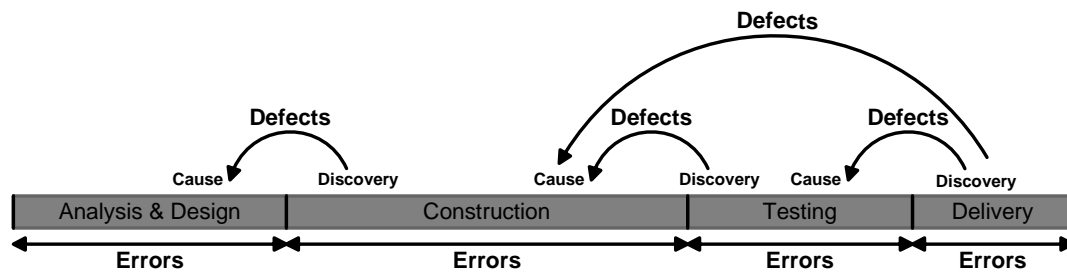 Defects
Defects
Defects
Defects
Cause
Discovery
Cause
Discovery
Cause
Discovery
Analysis & Design
Construction
Testing
Delivery
Errors
Errors
Errors
Errors